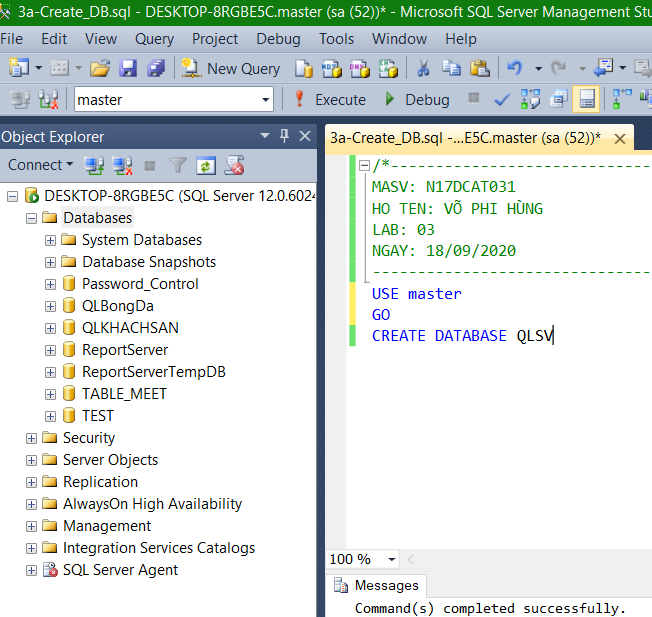 3a-Create_DB.sql - DESKTOP-8RGBE5C.master (sa (52))* - Microsoft SQL Server Management Stu
File Edit View Query Project Debug Tools Window Help
New Query
master Execute Debug
Object Explorer
Connect
DESKTOP-8RGBE5C (SQL Server 12.0.6024
Databases
System Databases
Database Snapshots
Password_Control
QLBongDa
QLKHACHSAN
ReportServer
ReportServerTempDB
TABLE_MEET
TEST
Security
Server Objects
Replication
AlwaysOn High Availability
Management
Integration Services Catalogs
SQL Server Agent
3a-Create_DB.sql -...E5C.master (sa (52))*
/*-----------------------------
MASV: N17DCAT031
HO TEN: VÕ PHI HÙNG
LAB: 03
NGAY: 18/09/2020
-------------------------------
USE master
GO
CREATE DATABASE QLSV
100 %
Messages
Command(s) completed successfully.